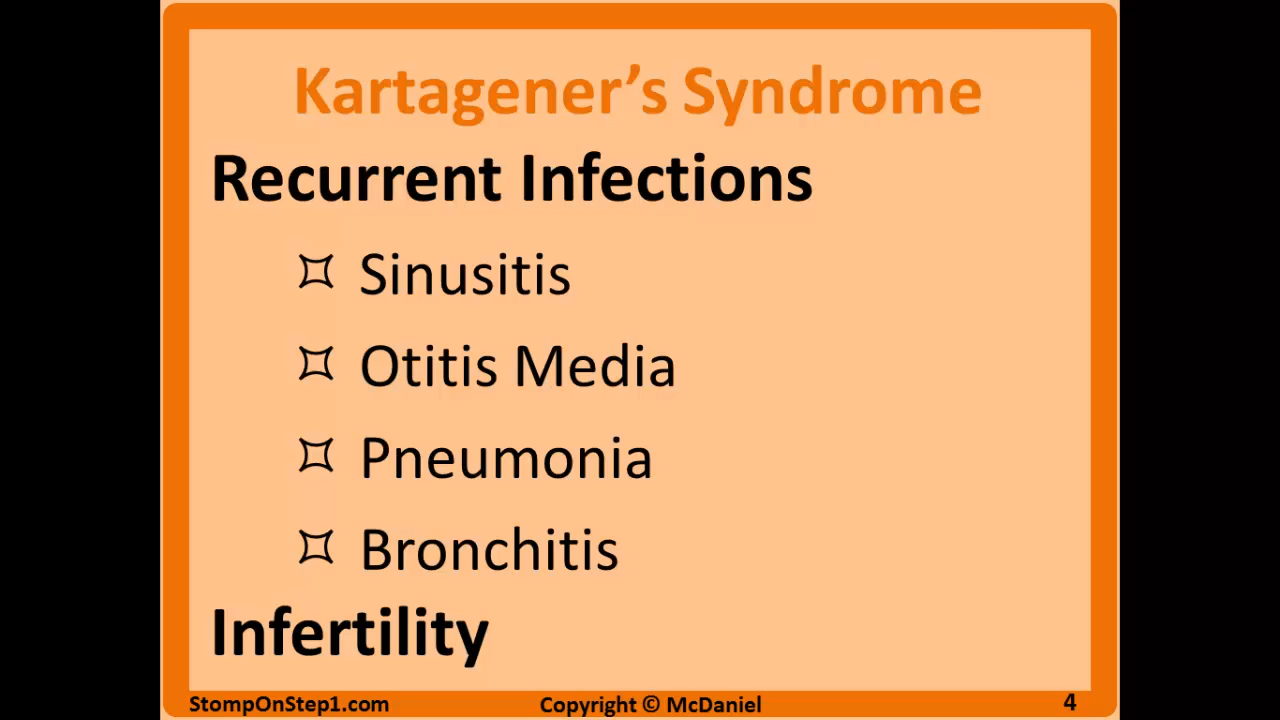 Kartagener’s Syndrome
Recurrent Infections
Sinusitis
Otitis Media
Pneumonia
Bronchitis
Infertility
StompOnStep1.com Copyright © McDaniel 4